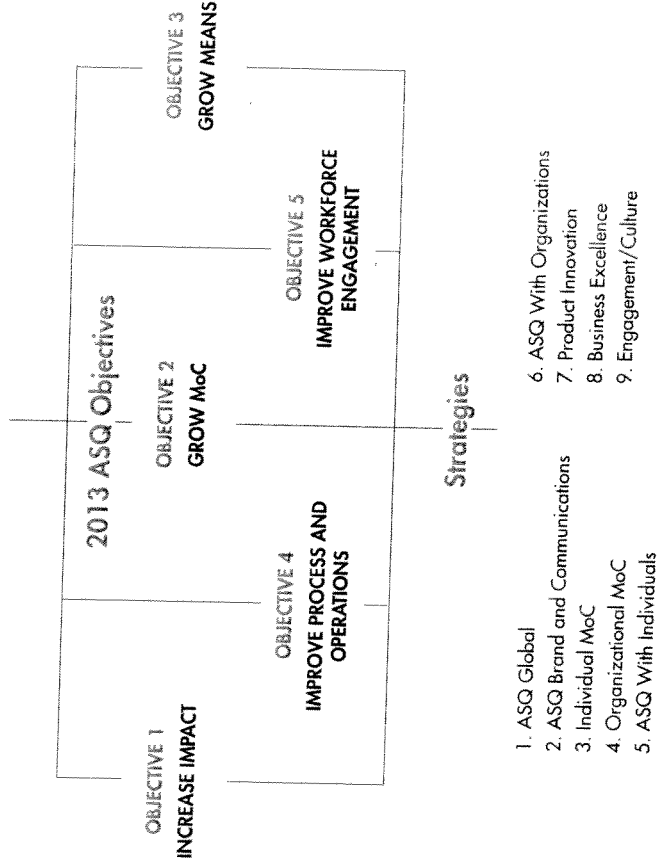 2013 ASQ Objectives
OBJECTIVE 1
INCREASE IMPACT
OBJECTIVE 2
GROW MoC
OBJECTIVE 3
GROW MEANS
OBJECTIVE 4
IMPROVE PROCESS AND
OPERATIONS
OBJECTIVE 5
IMPROVE WORKFORCE
ENGAGEMENT
Strategies
1. ASQ Global
2. ASQ Brand and Communications
3. Individual MoC
4. Organizational MoC
5. ASQ With Individuals
6. ASQ With Organizations
7. Product Innovation
8. Business Excellence
9. Engagement/Culture